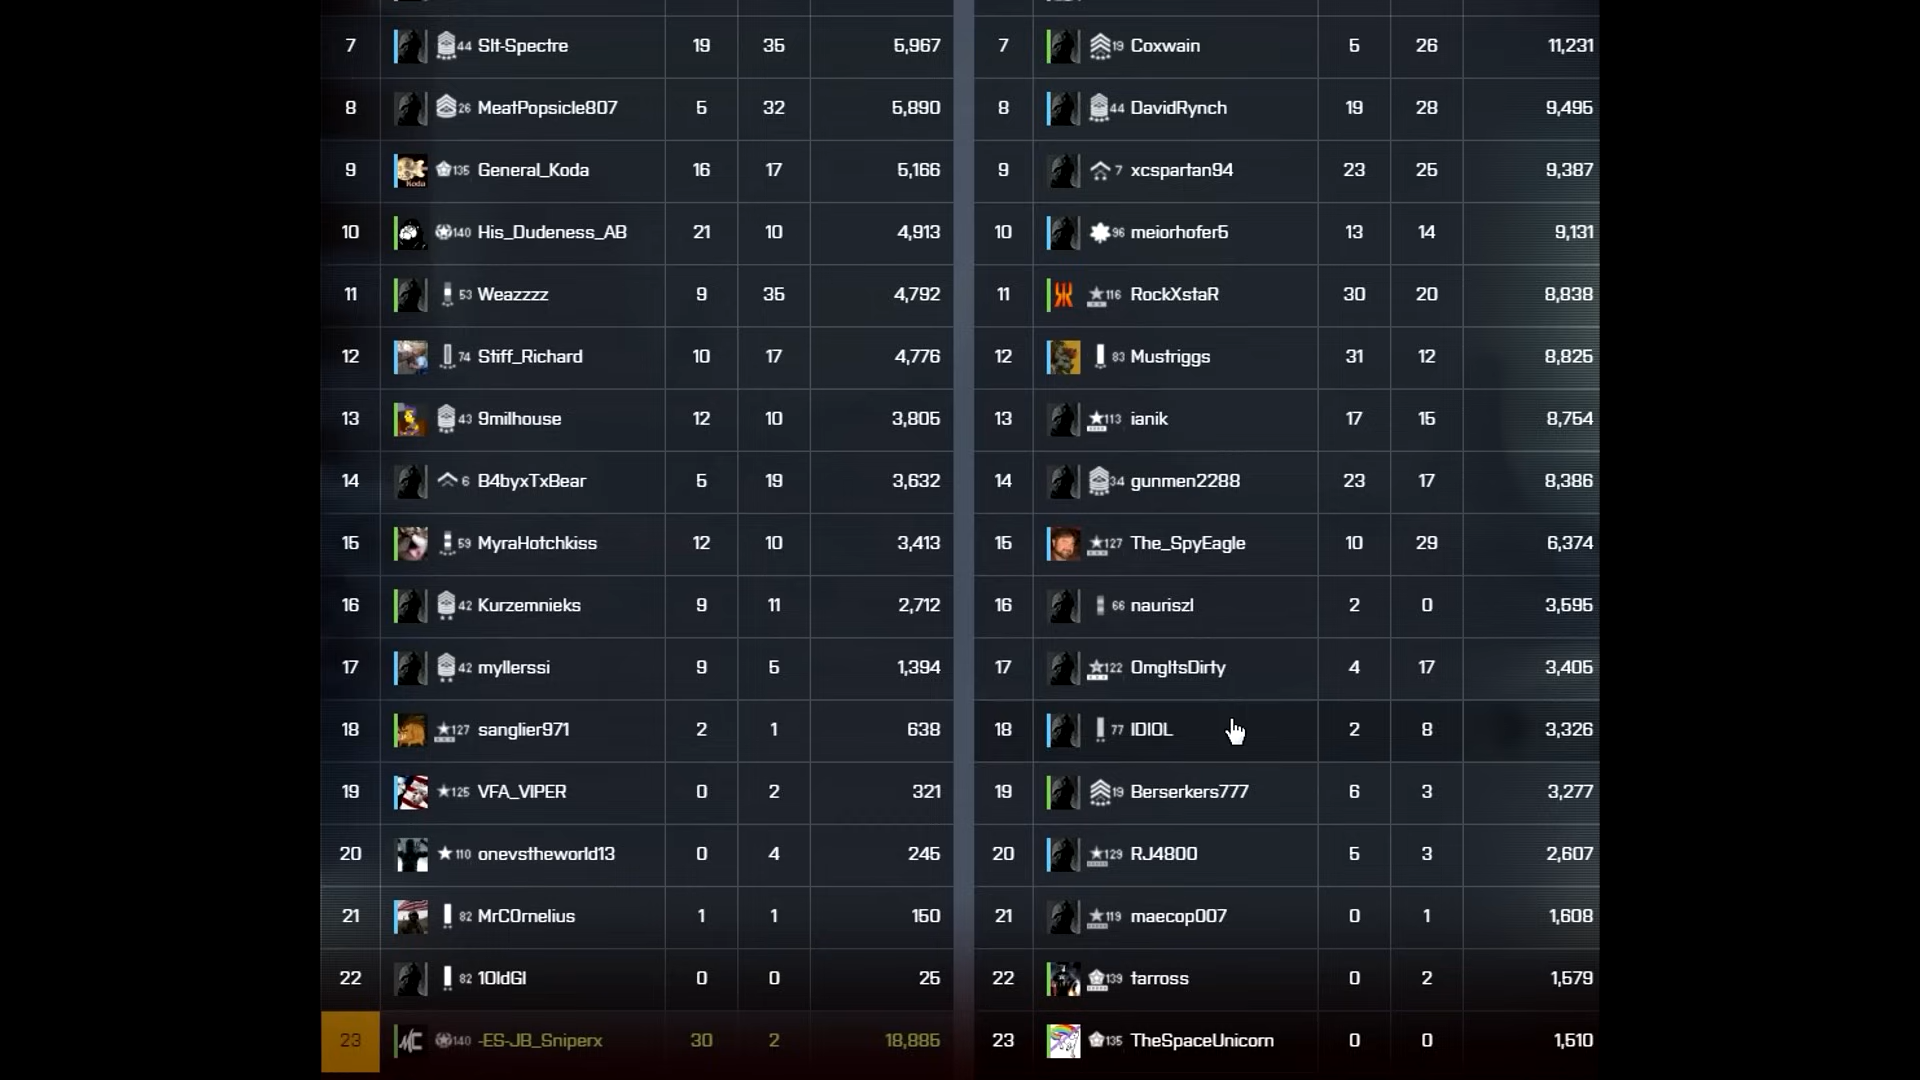 7 44 Slt-Spectre 19 35 5,967
8 26 MeatPopsicle807 5 32 5,890
9 135 General_Koda 16 17 5,166
10 140 His_Dudeness_AB 21 10 4,913
11 53 Weazzzz 9 35 4,792
12 74 Stiff_Richard 10 17 4,776
13 43 9milhouse 12 10 3,805
14 6 B4byxTxBear 5 19 3,632
15 59 MyraHotchkiss 12 10 3,413
16 42 Kurzemnieks 9 11 2,712
17 42 myllerssi 9 5 1,394
18 127 sanglier971 2 1 638
19 125 VFA_VIPER 0 2 321
20 110 onevstheworld13 0 4 245
21 82 MrC0rnelius 1 1 150
22 82 1OldGI 0 0 25
23 140 -ES-JB_Sniperx 30 2 18,885
7 19 Coxwain 5 26 11,231
8 44 DavidRynch 19 28 9,495
9 7 xcspartan94 23 25 9,387
10 96 meiorhofer5 13 14 9,131
11 116 RockXstaR 30 20 8,838
12 83 Mustriggs 31 12 8,825
13 113 ianik 17 15 8,754
14 34 gunmen2288 23 17 8,386
15 127 The_SpyEagle 10 29 6,374
16 66 nauriszl 2 0 3,595
17 122 OmgItsDirty 4 17 3,405
18 77 IDIOL 2 8 3,326
19 19 Berserkers777 6 3 3,277
20 129 RJ4800 5 3 2,607
21 119 maecop007 0 1 1,608
22 139 tarross 0 2 1,579
23 135 TheSpaceUnicorn 0 0 1,510